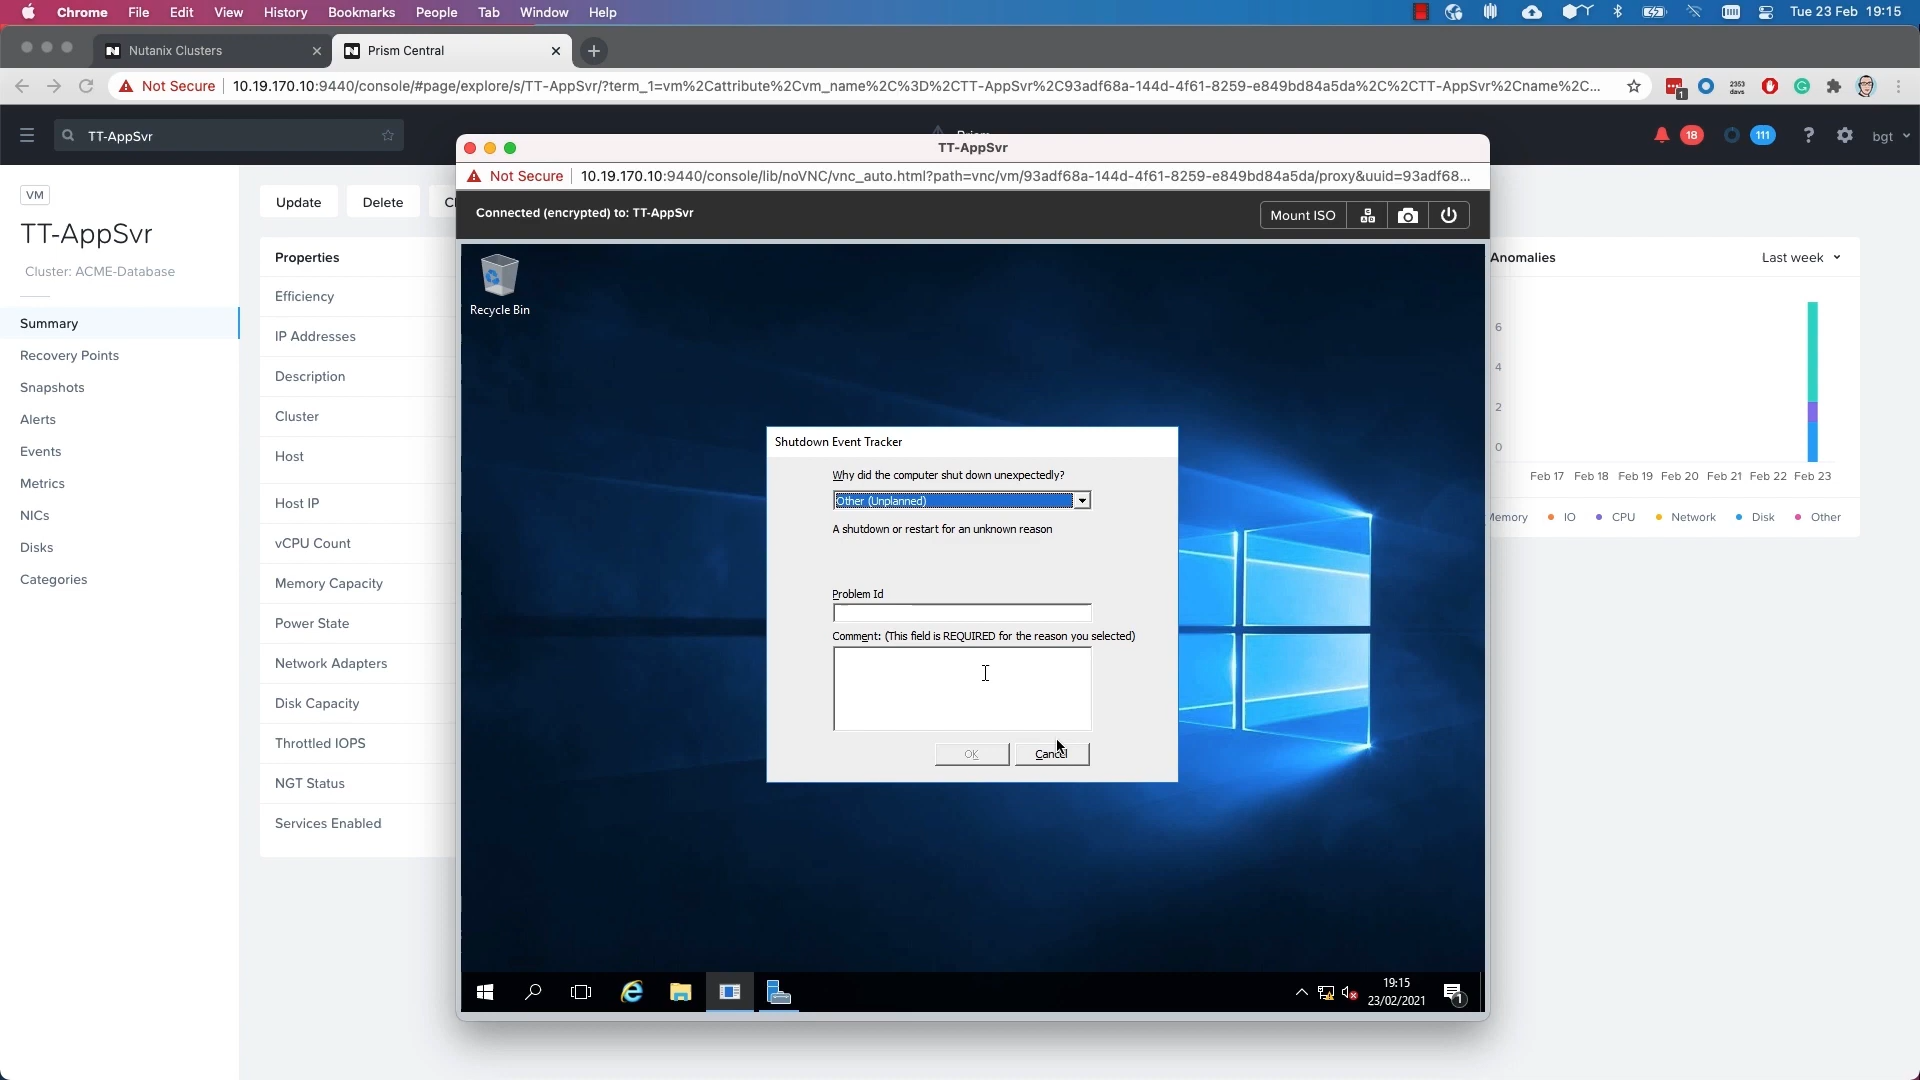 Chrome File Edit View History Bookmarks People Tab Window Help Tue 23 Feb 19:15
Nutanix Clusters
Prism Central
Not Secure 10.19.170.10:9440/console/#page/explore/s/TT-AppSvr/?term_1=vm%2Cattribute%2Cvm_name%2C%3D%2CTT-AppSvr%2C93adf68a-144d-4f61-8259-e849bd84a5da%2C%2CTT-AppSvr%2Cname%2C...
1
2353
days
TT-AppSvr
18
111
?
bgt
TT-AppSvr
Not Secure 10.19.170.10:9440/console/lib/noVNC/vnc_auto.html?path=vnc/vm/93adf68a-144d-4f61-8259-e849bd84a5da/proxy&uuid=93adf68...
Connected (encrypted) to: TT-AppSvr
Mount ISO
VM
TT-AppSvr
Cluster: ACME-Database
Summary
Recovery Points
Snapshots
Alerts
Events
Metrics
NICs
Disks
Categories
Update
Delete
Properties
Efficiency
IP Addresses
Description
Cluster
Host
Host IP
vCPU Count
Memory Capacity
Power State
Network Adapters
Disk Capacity
Throttled IOPS
NGT Status
Services Enabled
Recycle Bin
Shutdown Event Tracker
Why did the computer shut down unexpectedly?
Other (Unplanned)
A shutdown or restart for an unknown reason
Problem Id
Comment: (This field is REQUIRED for the reason you selected)
OK
Cancel
19:15
23/02/2021
1
Anomalies
Last week
6
4
2
0
Feb 17 Feb 18 Feb 19 Feb 20 Feb 21 Feb 22 Feb 23
IO CPU Network Disk Other